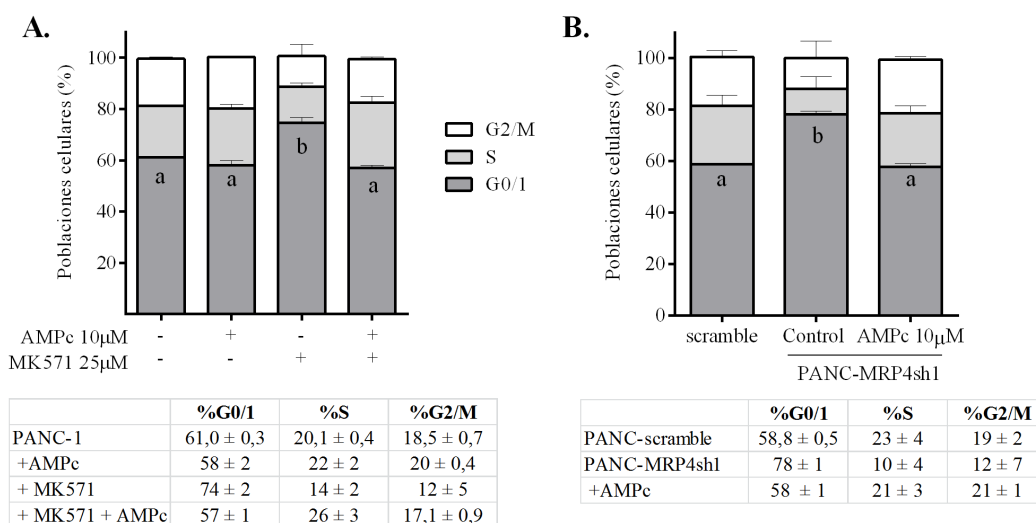 A.
Poblaciones celulares (%)
100
80
60
40
20
a
a
b
a
G2/M
S
G0/1
AMPc 10μM - + - +
MK571 25μM - - + +
%G0/1 %S %G2/M
PANC-1 61,0 ± 0,3 20,1 ± 0,4 18,5 ± 0,7
+AMPc 58 ± 2 22 ± 2 20 ± 0,4
+ MK571 74 ± 2 14 ± 2 12 ± 5
+ MK571 + AMPc 57 ± 1 26 ± 3 17,1 ± 0,9
B.
Poblaciones celulares (%)
100
80
60
40
20
0
a
b
a
scramble Control AMPc 10μM
PANC-MRP4sh1
%G0/1 %S %G2/M
PANC-scramble 58,8 ± 0,5 23 ± 4 19 ± 2
PANC-MRP4sh1 78 ± 1 10 ± 4 12 ± 7
+AMPc 58 ± 1 21 ± 3 21 ± 1